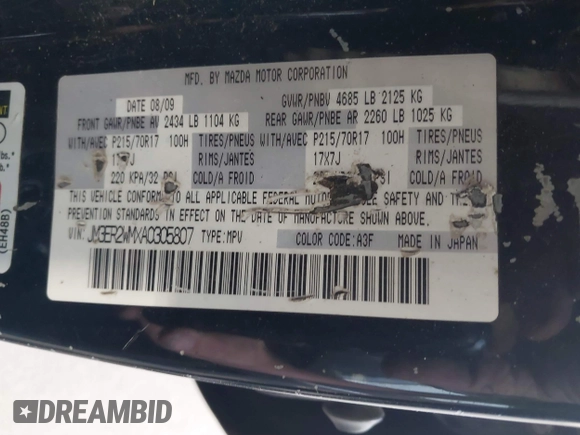 MFD. BY MAZDA MOTOR CORPORATION
DATE 08/09 GVWR/PNBV 4685 LB 2125 KG
FRONT GAWR/PNBE AV 2434 LB 1104 KG REAR GAWR/PNBE AR 2260 LB 1025 KG
WITH/AVEC P215/70R17 100H TIRES/PNEUS WITH/AVEC P215/70R17 100H TIRES/PNEUS
RIMS/JANTES 17X7J RIMS/JANTES
220 KPA/32 COLD/A FROID COLD/A FROID
THIS VEHICLE CONFORMS TO ALL APPLICABLE FEDERAL MOTOR VEHICLE SAFETY AND THEFT
PREVENTION STANDARDS IN EFFECT ON THE DATE OF MANUFACTURE SHOWN ABOVE.
VIN: JM3ER2WMXA0305807 TYPE:MPV COLOR CODE:A3F MADE IN JAPAN
(EH48B)
DREAMBID